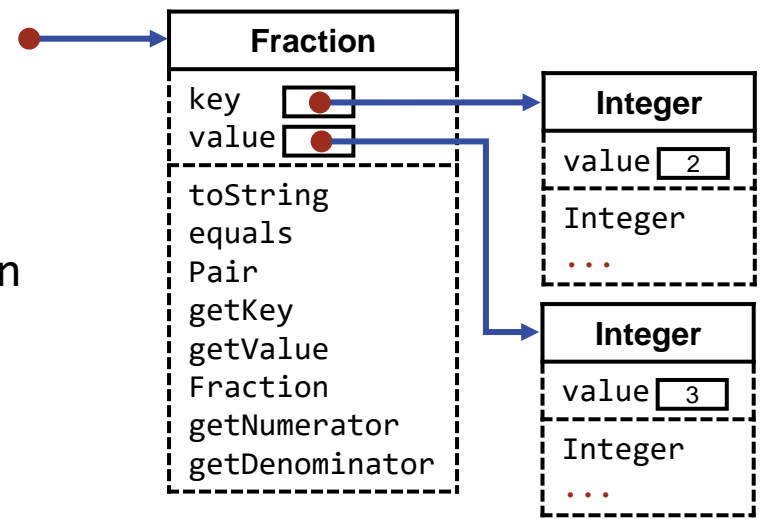 Fraction
key
value
toString
equals
Pair
getKey
getValue
Fraction
getNumerator
getDenominator
n
Integer
value 2
Integer
...
Integer
value 3
Integer
...